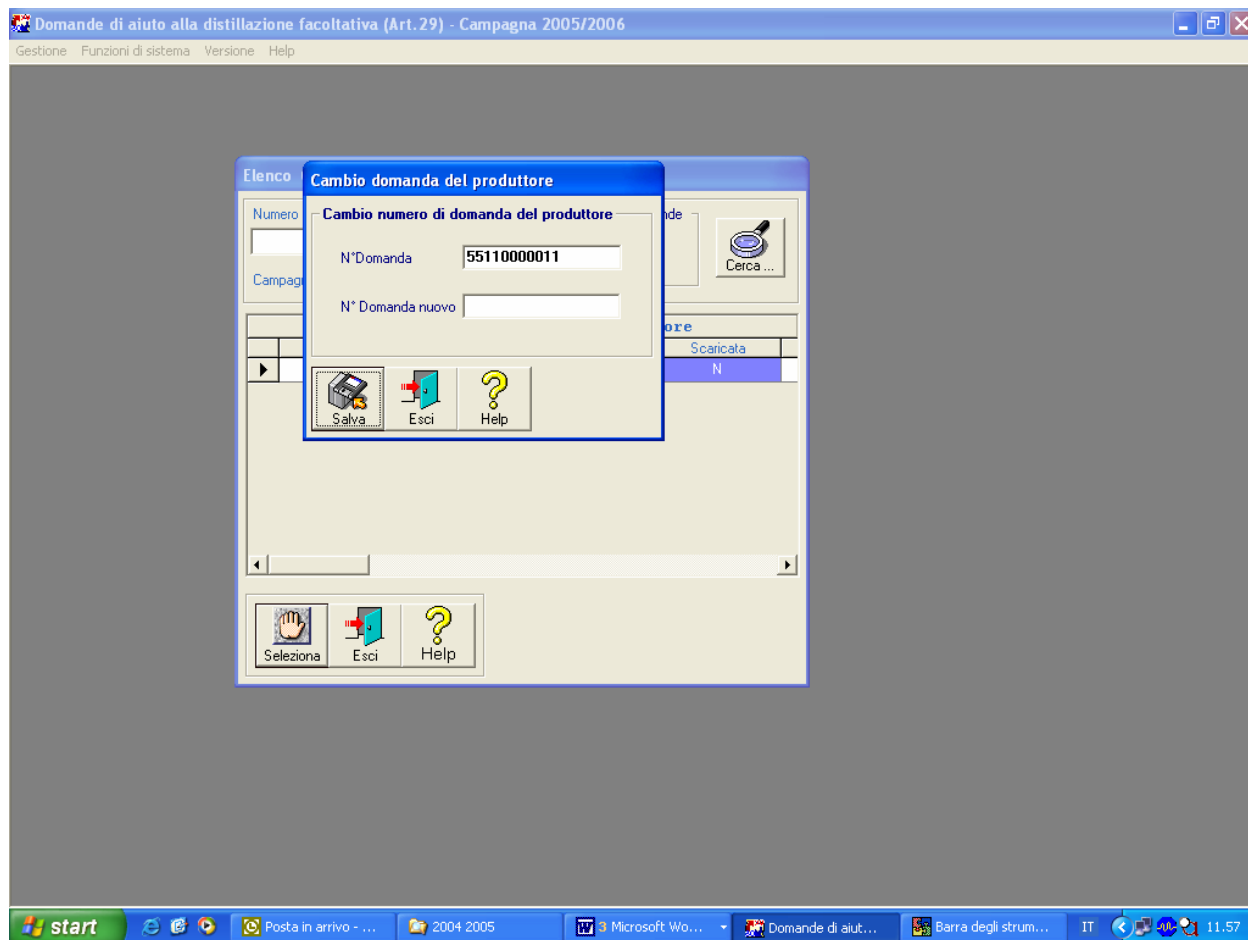 Domande di aiuto alla distillazione facoltativa (Art.29) - Campagna 2005/2006
Gestione Funzioni di sistema Versione Help
Elenco
Cambio domanda del produttore
Numero
Cambio numero di domanda del produttore
nde
N°Domanda
55110000011
Cerca ...
Campag
N° Domanda nuovo
ore
Scaricata
N
Salva Esci Help
Seleziona Esci Help
start Posta in arrivo - ... 2004 2005 3 Microsoft Wo... Domande di aiut... Barra degli strum... IT 11.57